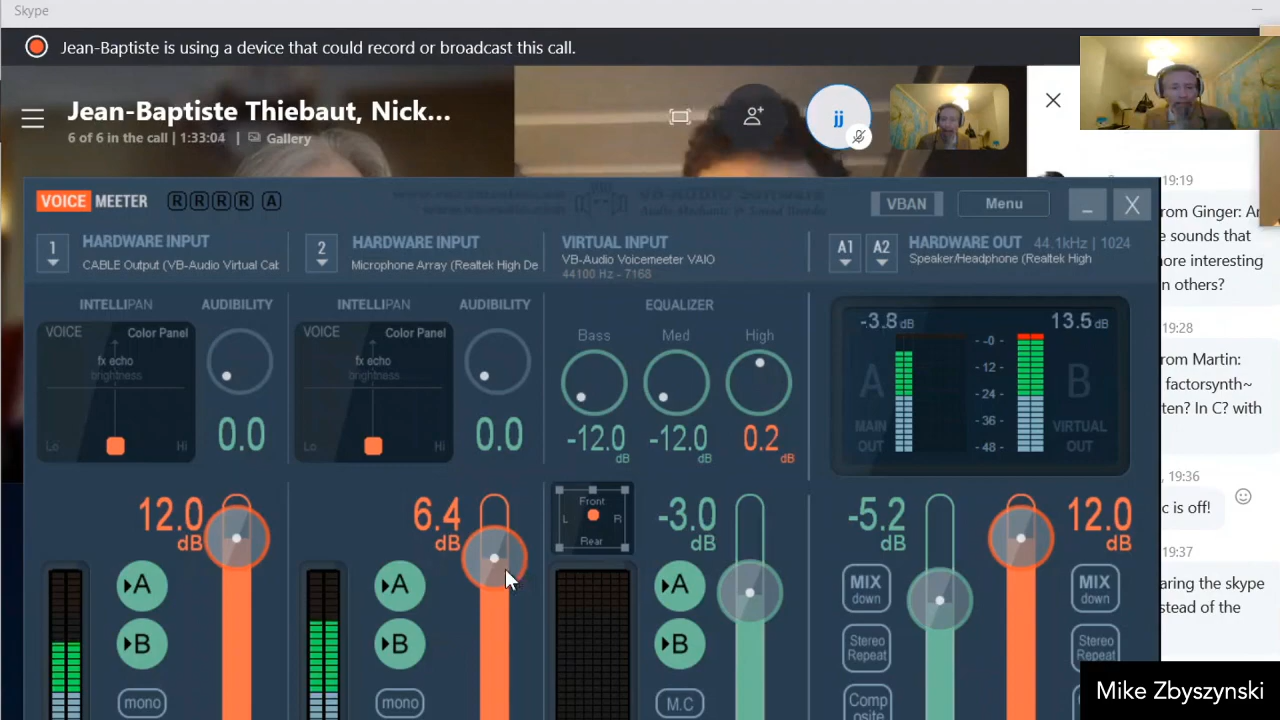 Skype
Jean-Baptiste is using a device that could record or broadcast this call.
Jean-Baptiste Thiebaut, Nick...
6 of 6 in the call | 1:33:04 | Gallery
jj
VOICE MEETER
R R R R A
VBAN
Menu
X
1
HARDWARE INPUT
CABLE Output (VB-Audio Virtual Cab
2
HARDWARE INPUT
Microphone Array (Realtek High De
VIRTUAL INPUT
VB-Audio Voicemeeter VAIO
44100 Hz - 7168
A1
A2
HARDWARE OUT 44.1kHz | 1024
Speaker/Headphone (Realtek High
INTELLIPAN
AUDIBILITY
VOICE
Color Panel
fx echo
brightness
Lo
Hi
0.0
INTELLIPAN
AUDIBILITY
VOICE
Color Panel
fx echo
brightness
Lo
Hi
0.0
EQUALIZER
Bass Med High
-12.0 dB
-12.0 dB
0.2 dB
-3.8 dB
13.5 dB
-0
-12
-24
-36
-48
A
MAIN
OUT
B
VIRTUAL
OUT
12.0
dB
A
B
mono
6.4
dB
A
B
mono
Front
L R
Rear
-3.0
dB
A
B
M.C
-5.2
dB
MIX
down
Stereo
Repeat
Comp
osite
12.0
dB
MIX
down
Stereo
Repeat
19:19
rom Ginger: Ar
e sounds that
ore interesting
n others?
19:28
rom Martin:
factorsynth~
ten? In C? with
19:36
c is off!
19:37
aring the skype
stead of the
Mike Zbyszynski